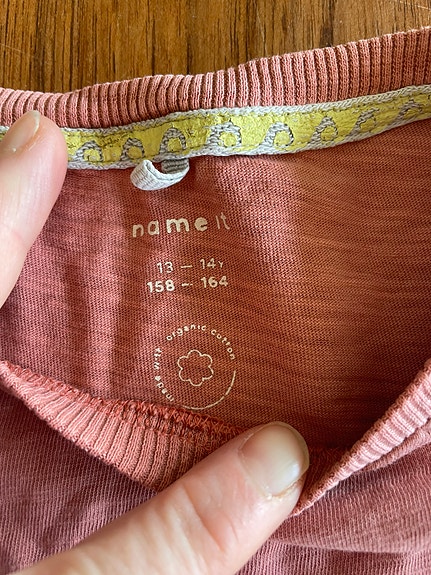 name it
13 – 14Y
158 – 164
made with organic cotton